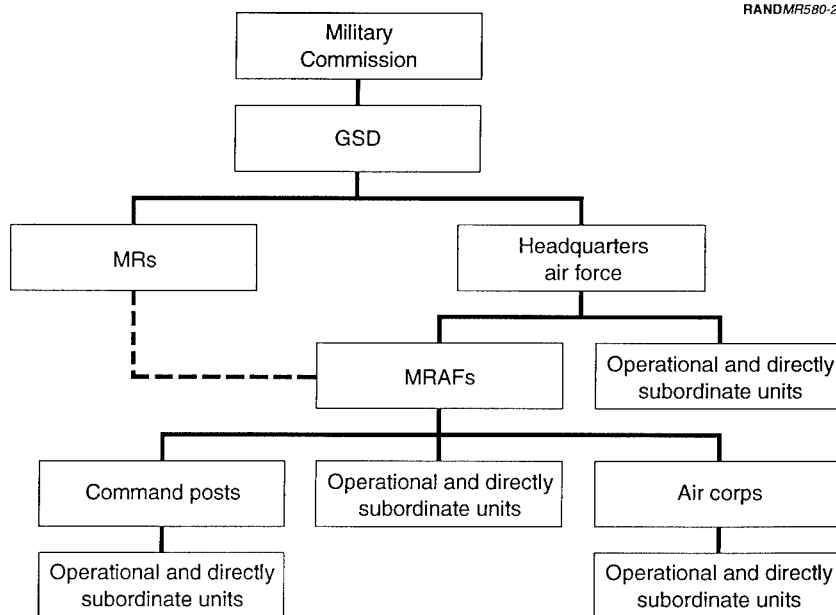 RANDMR580-2
Military
Commission
GSD
MRs
Headquarters
air force
MRAFs
Operational and directly
subordinate units
Command posts
Operational and directly
subordinate units
Air corps
Operational and directly
subordinate units
Operational and directly
subordinate units